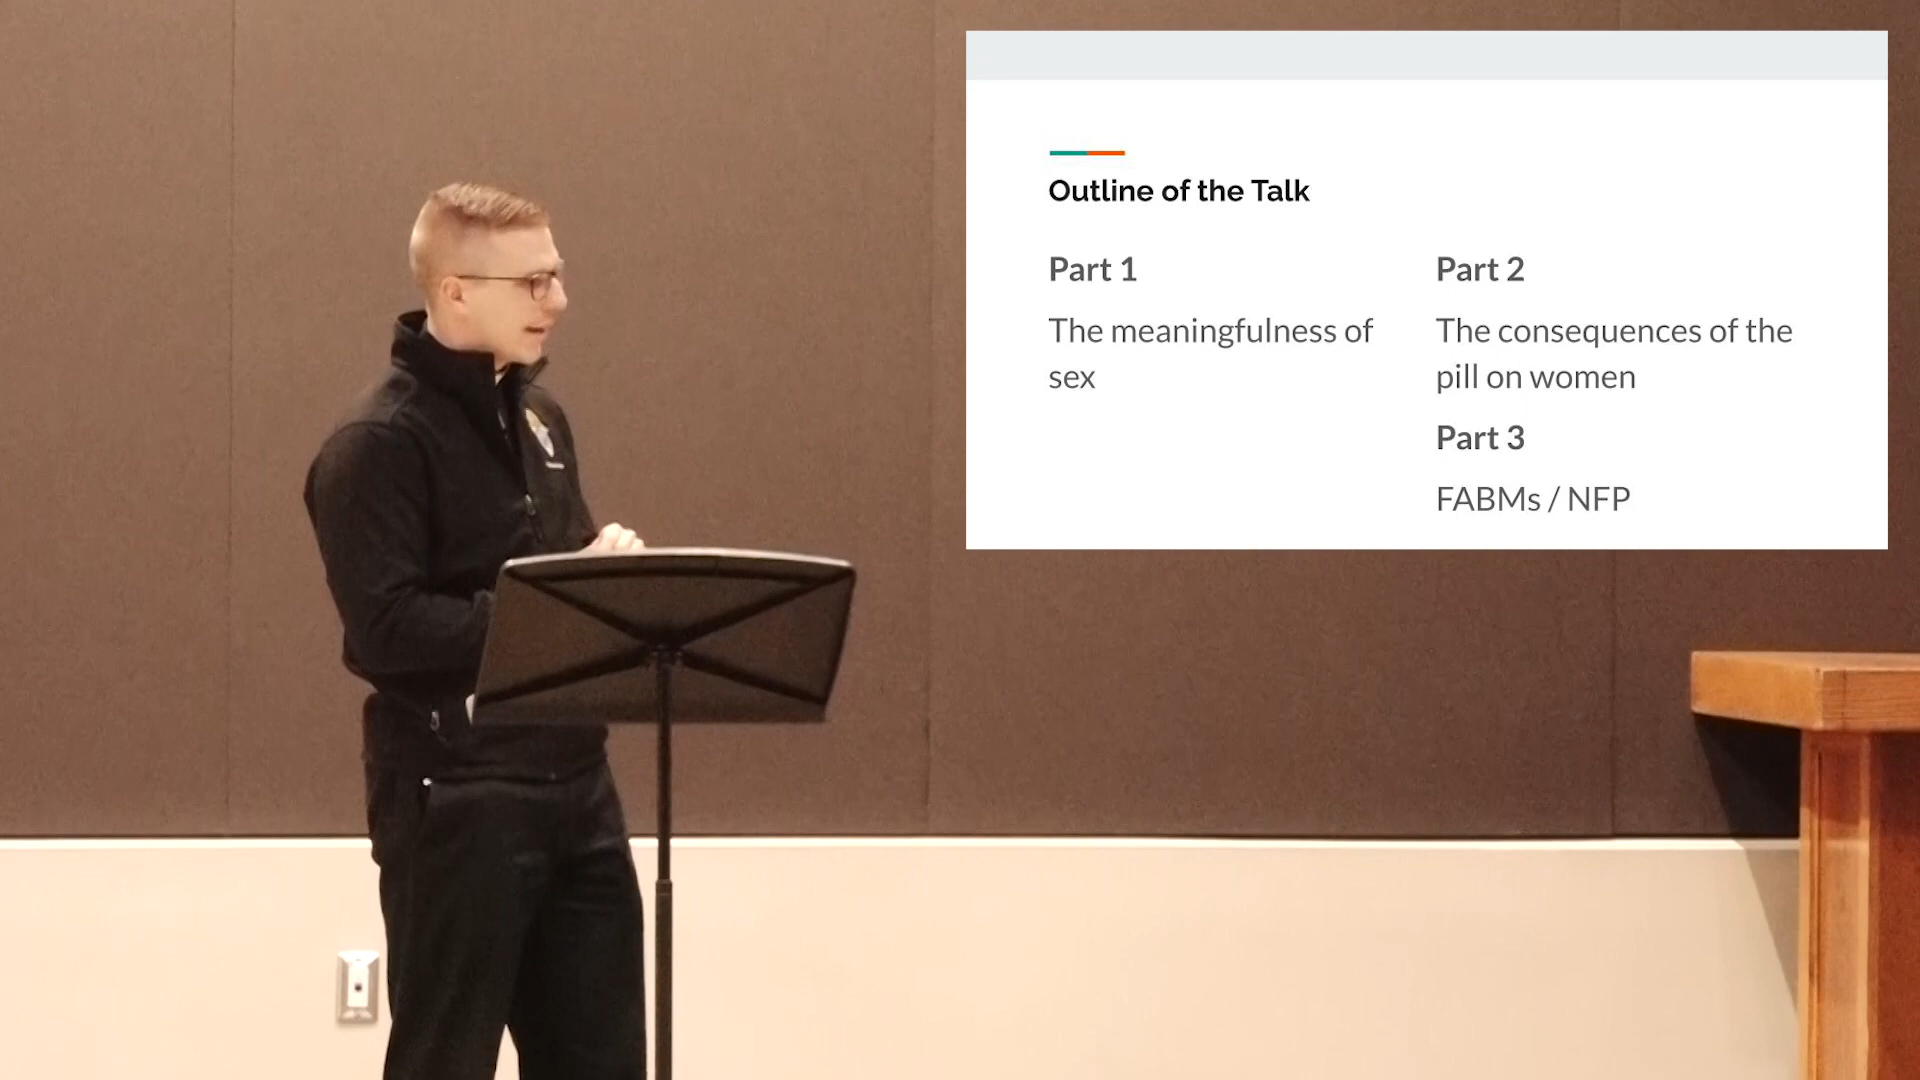 Outline of the Talk
Part 1
The meaningfulness of
sex
Part 2
The consequences of the
pill on women
Part 3
FABMs / NFP